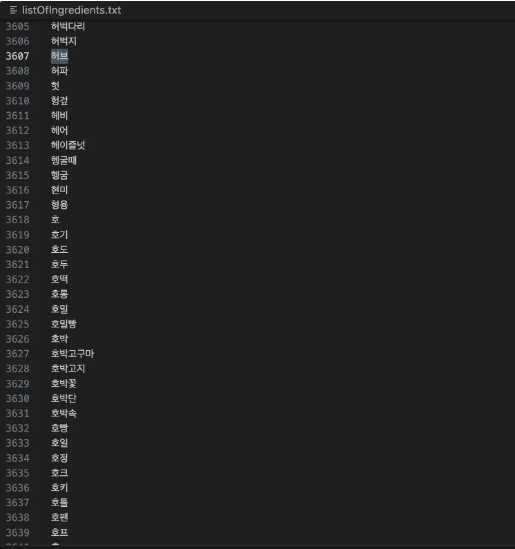 listOfIngredients.txt
3605 허벅다리
3606 허벅지
3607 허브
3608 허파
3609 헛
3610 헝겊
3611 헤비
3612 헤어
3613 헤이즐넛
3614 헹굴때
3615 헹굼
3616 현미
3617 형용
3618 호
3619 호기
3620 호도
3621 호두
3622 호떡
3623 호롱
3624 호밀
3625 호밀빵
3626 호박
3627 호박고구마
3628 호박고지
3629 호박꽃
3630 호박단
3631 호박속
3632 호빵
3633 호일
3634 호정
3635 호크
3636 호키
3637 호틀
3638 호팬
3639 호프